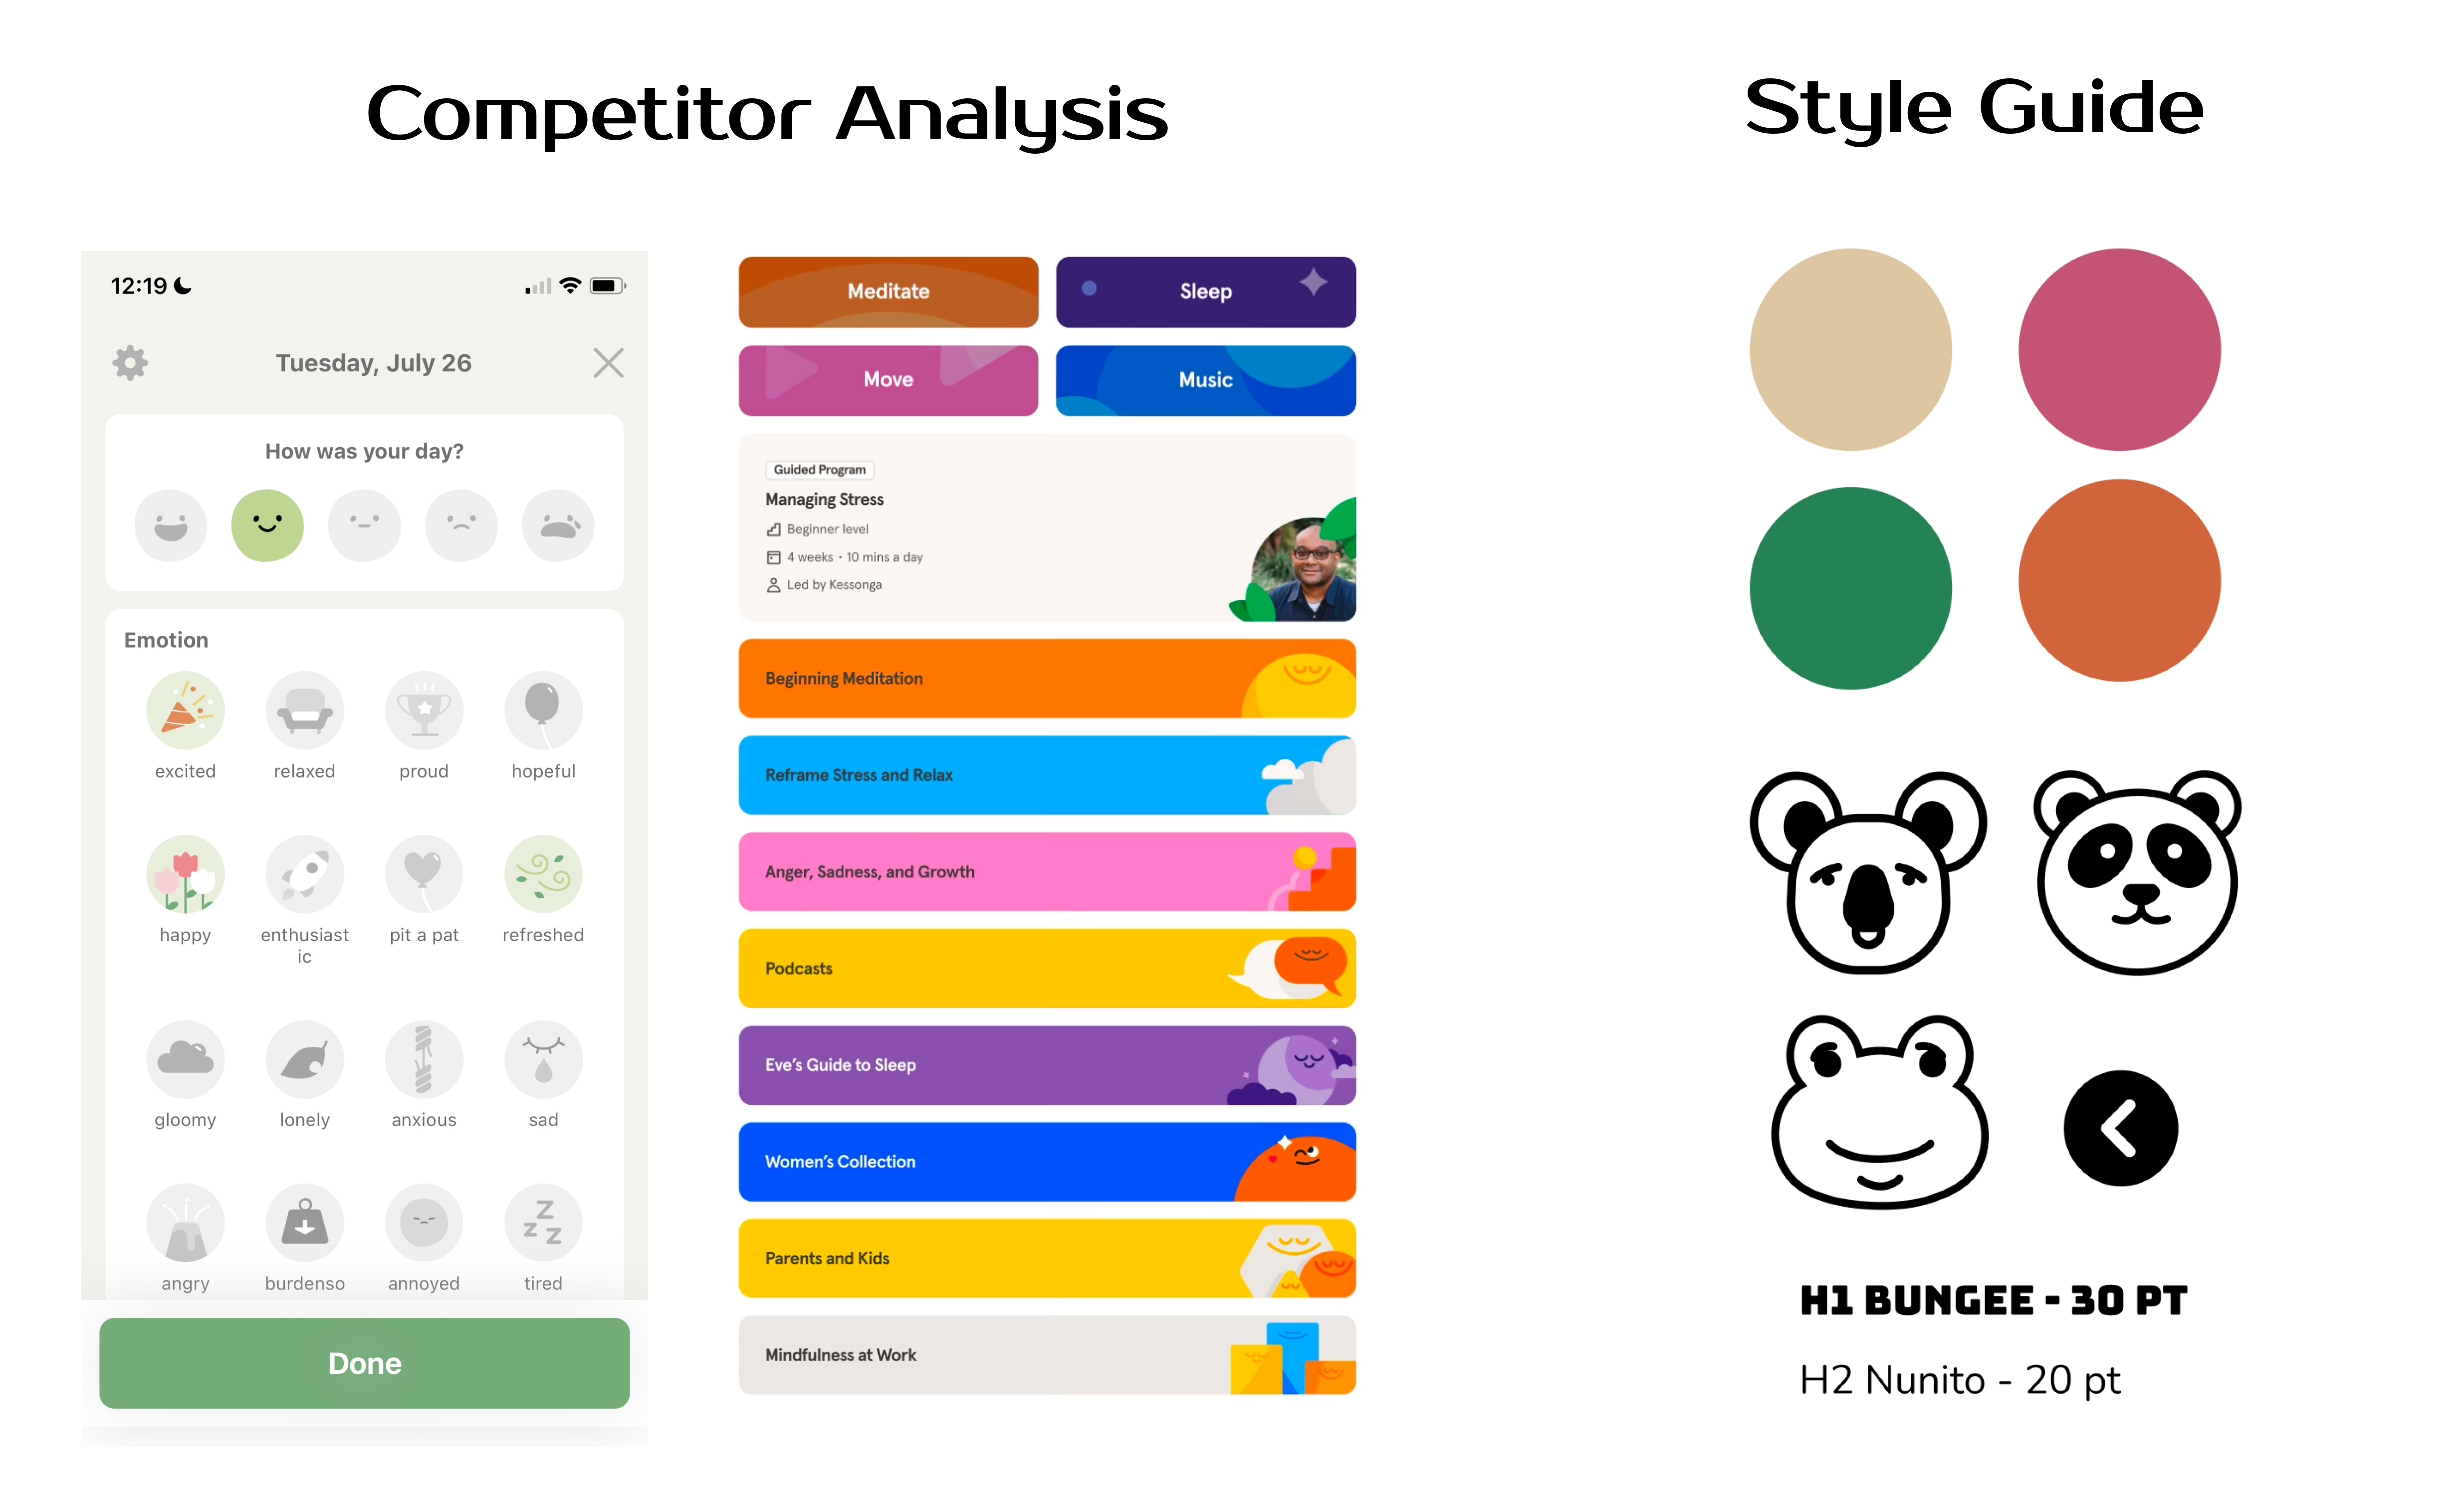 Competitor Analysis
Style Guide
12:19
Tuesday, July 26
How was your day?
Emotion
excited
relaxed
proud
hopeful
happy
enthusiast
ic
pit a pat
refreshed
gloomy
lonely
anxious
sad
angry
burdenso
annoyed
tired
Done
Meditate
Sleep
Move
Music
Guided Program
Managing Stress
Beginner level
4 weeks • 10 mins a day
Led by Kessonga
Beginning Meditation
Reframe Stress and Relax
Anger, Sadness, and Growth
Podcasts
Eve's Guide to Sleep
Women's Collection
Parents and Kids
Mindfulness at Work
H1 BUNGEE - 30 PT
H2 Nunito - 20 pt